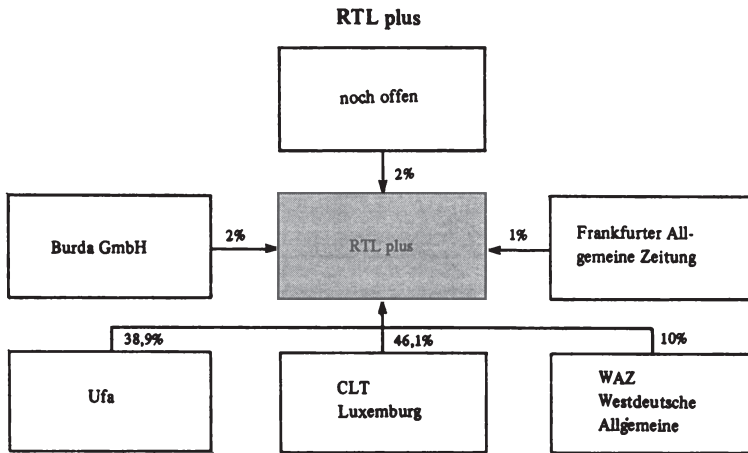 RTL plus
noch offen
2%
Burda GmbH
2%
RTL plus
1%
Frankfurter All-
gemeine Zeitung
38,9%
46,1%
10%
Ufa
CLT
Luxemburg
WAZ
Westdeutsche
Allgemeine